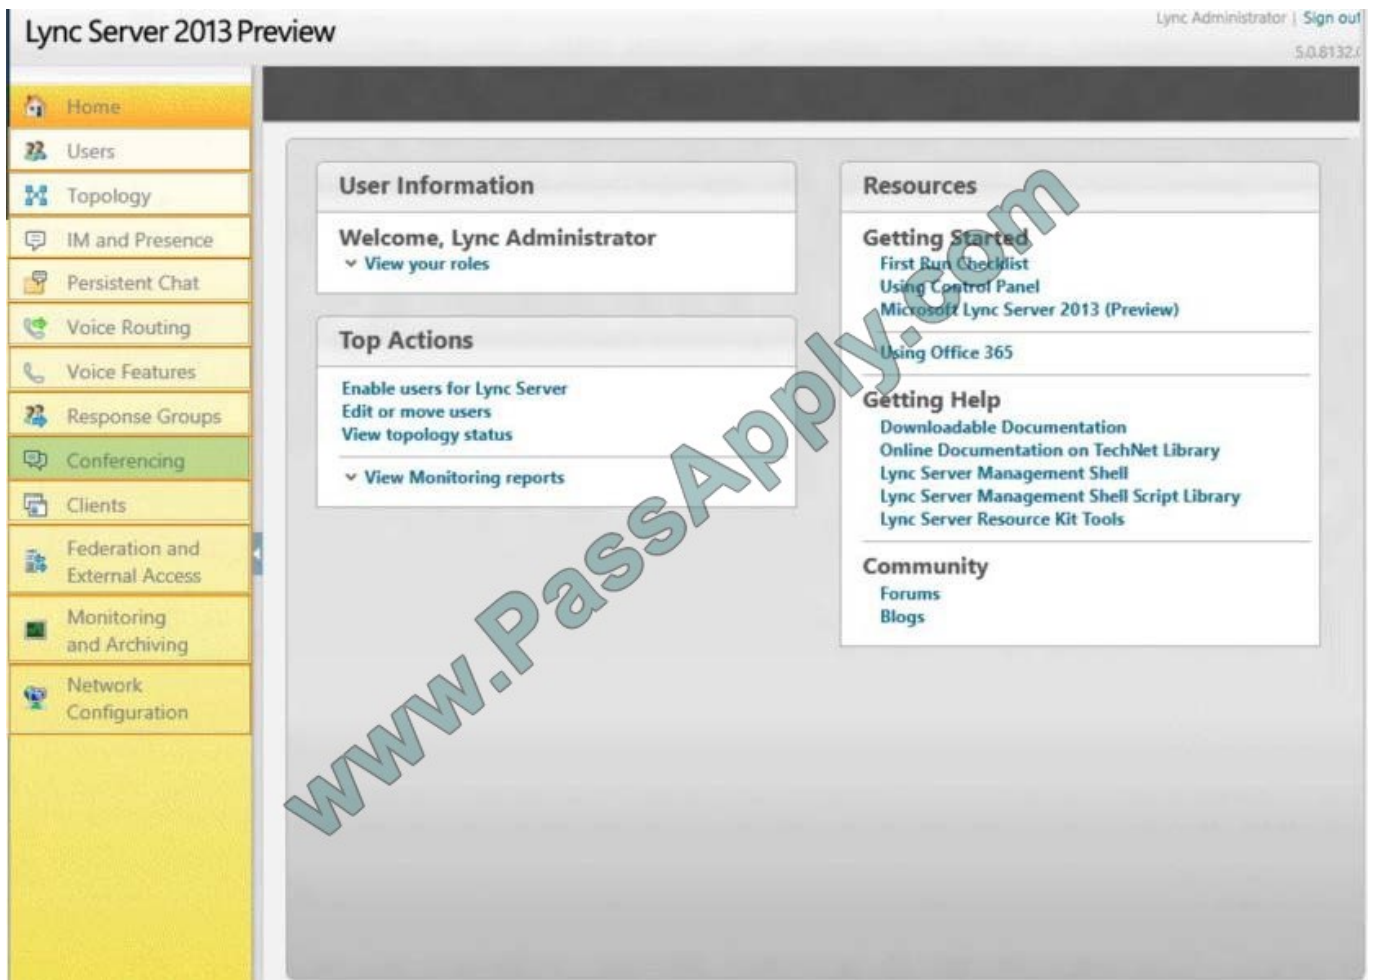 Lync Server 2013 Preview
Lync Administrator | Sign out
5.0.8132.0
Home
Users
Topology
IM and Presence
Persistent Chat
Voice Routing
Voice Features
Response Groups
Conferencing
Clients
Federation and
External Access
Monitoring
and Archiving
Network
Configuration
User Information
Welcome, Lync Administrator
View your roles
Top Actions
Enable users for Lync Server
Edit or move users
View topology status
View Monitoring reports
Resources
Getting Started
First Run Checklist
Using Control Panel
Microsoft Lync Server 2013 (Preview)
Using Office 365
Getting Help
Downloadable Documentation
Online Documentation on TechNet Library
Lync Server Management Shell
Lync Server Management Shell Script Library
Lync Server Resource Kit Tools
Community
Forums
Blogs
www.PassApply.com